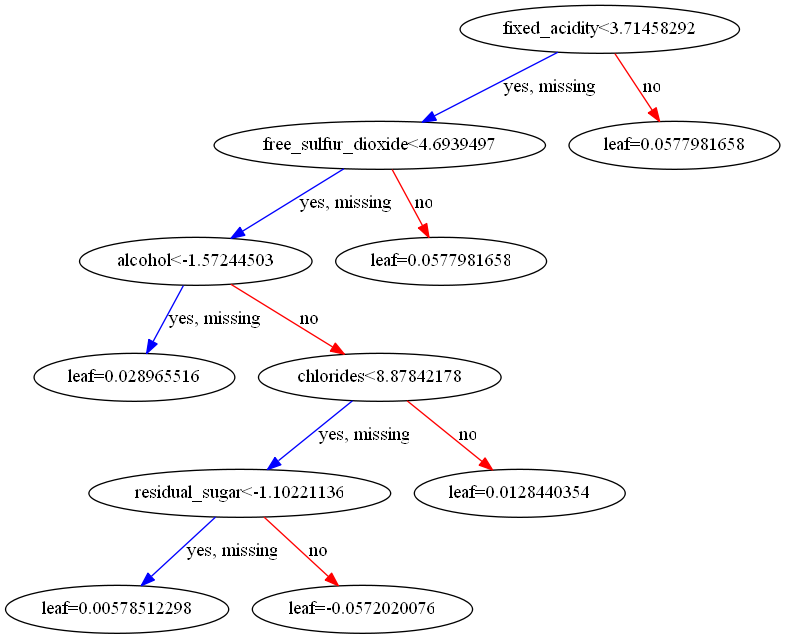 fixed_acidity<3.71458292
yes, missing
no
free_sulfur_dioxide<4.6939497
leaf=0.0577981658
yes, missing
no
alcohol<-1.57244503
leaf=0.0577981658
yes, missing
no
leaf=0.028965516
chlorides<8.87842178
yes, missing
no
residual_sugar<-1.10221136
leaf=0.0128440354
yes, missing
no
leaf=0.00578512298
leaf=-0.0572020076